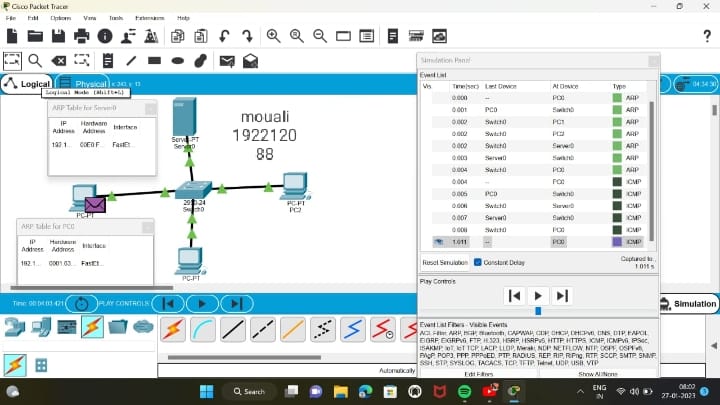 Cisco Packet Tracer
File Edit Options View Tools Extensions Help
Logical Physical x: 243, y: 13
Logical Mode (Shift+L)
04:34:30
ARP Table for Server0
IP Address Hardware Address Interface
192.1... 00E0.F... FastEt...
mouali
1922120
88
Server-PT
Server0
2950-24
Switch0
PC-PT
PC-PT
PC2
PC-PT
ARP Table for PC0
IP Address Hardware Address Interface
192.1... 0001.63... FastEt...
Simulation Panel
Event List
Vis. Time(sec) Last Device At Device Type
0.000 -- PC0 ARP
0.001 PC0 Switch0 ARP
0.002 Switch0 PC1 ARP
0.002 Switch0 PC2 ARP
0.002 Switch0 Server0 ARP
0.003 Server0 Switch0 ARP
0.004 Switch0 PC0 ARP
0.004 -- PC0 ICMP
0.005 PC0 Switch0 ICMP
0.006 Switch0 Server0 ICMP
0.007 Server0 Switch0 ICMP
0.008 Switch0 PC0 ICMP
1.011 -- PC0 ICMP
Reset Simulation Constant Delay Captured to:
1.011 s
Play Controls
Event List Filters - Visible Events
ACL Filter, ARP, BGP, Bluetooth, CAPWAP, CDP, DHCP, DHCPv6, DNS, DTP, EAPOL,
EIGRP, EIGRPv6, FTP, H.323, HSRP, HSRPv6, HTTP, HTTPS, ICMP, ICMPv6, IPSec,
ISAKMP, IoT, IoT TCP, LACP, LLDP, Meraki, NDP, NETFLOW, NTP, OSPF, OSPFv6,
PAgP, POP3, PPP, PPPoED, PTP, RADIUS, REP, RIP, RIPng, RTP, SCCP, SMTP, SNMP,
SSH, STP, SYSLOG, TACACS, TCP, TFTP, Telnet, UDP, USB, VTP
Edit Filters Show All/None
Time: 00:04:03.421 PLAY CONTROLS:
Simulation
Automatically
Search
ENG
IN
08:02
27-01-2023